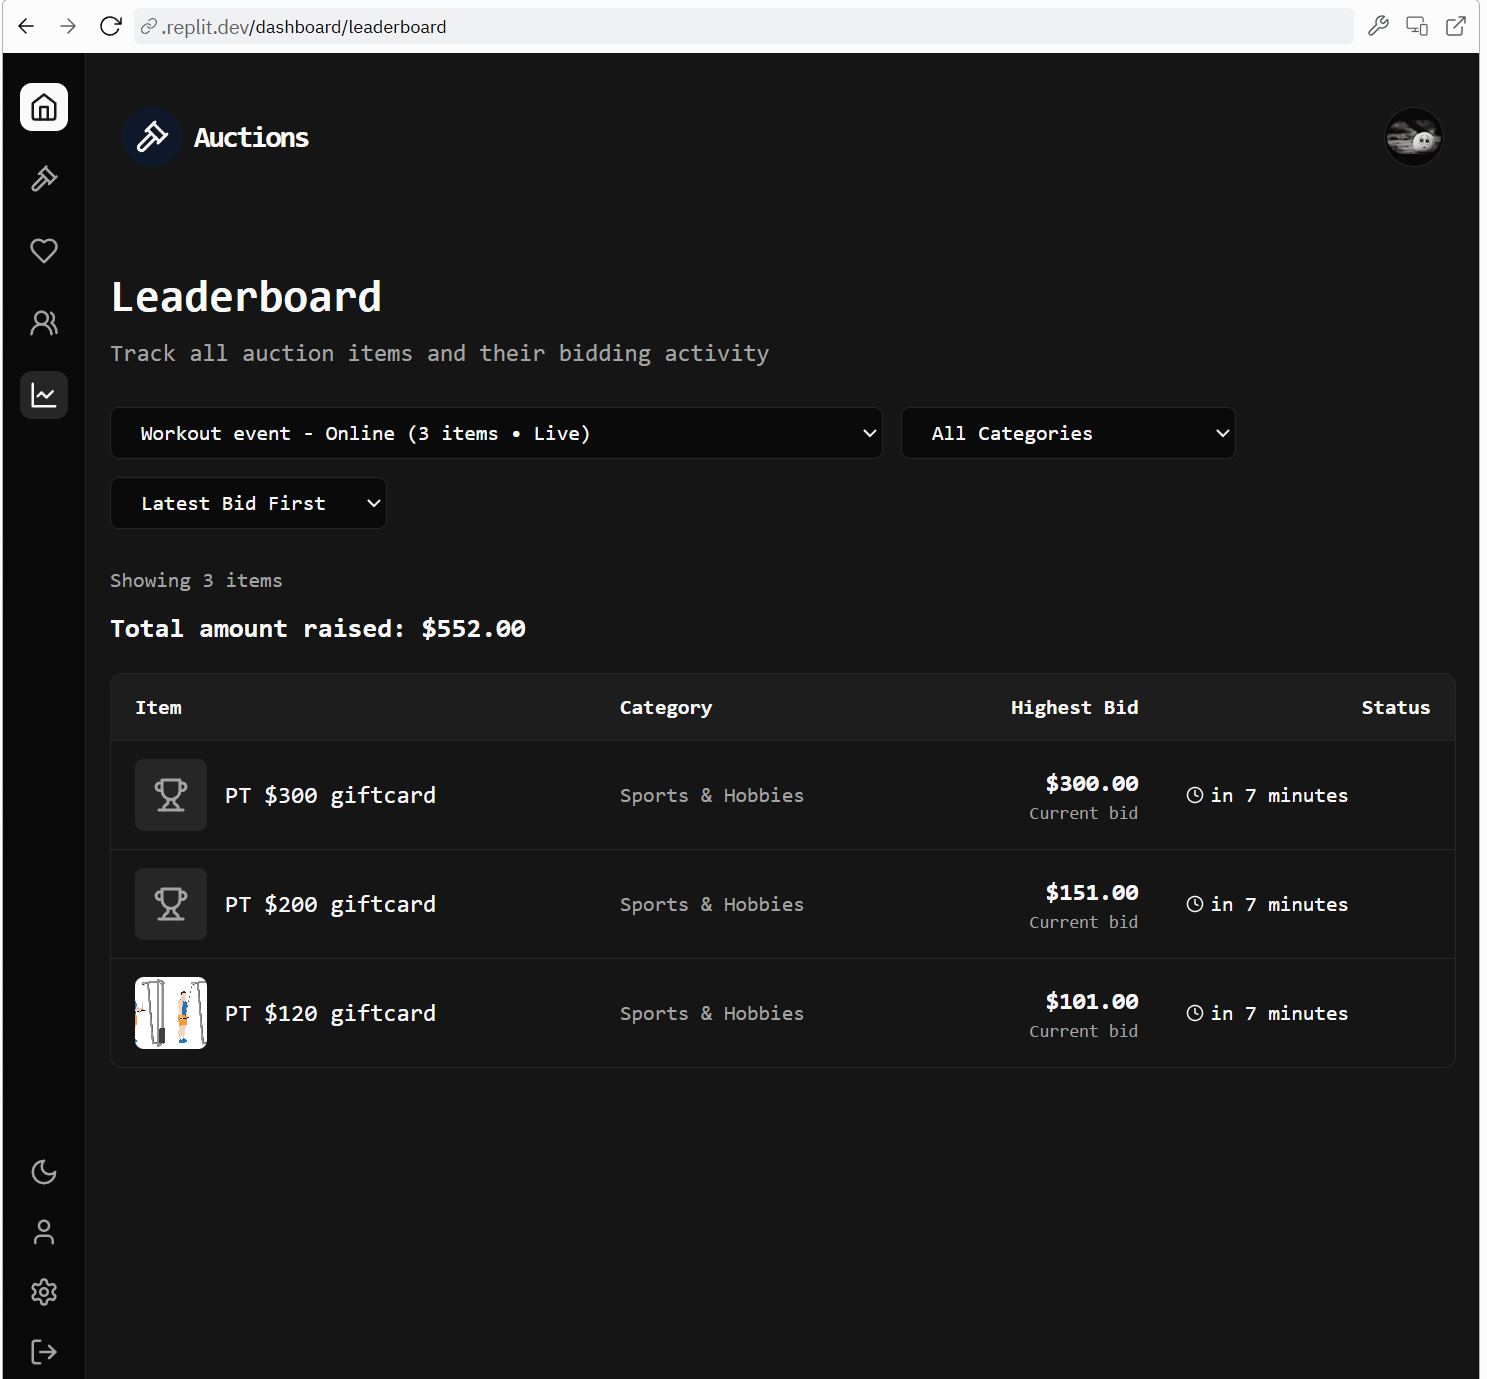 .replit.dev/dashboard/leaderboard
Auctions
Leaderboard
Track all auction items and their bidding activity
Workout event - Online (3 items • Live)
All Categories
Latest Bid First
Showing 3 items
Total amount raised: $552.00
Item Category Highest Bid Status
PT $300 giftcard Sports & Hobbies $300.00 in 7 minutes
Current bid
PT $200 giftcard Sports & Hobbies $151.00 in 7 minutes
Current bid
PT $120 giftcard Sports & Hobbies $101.00 in 7 minutes
Current bid